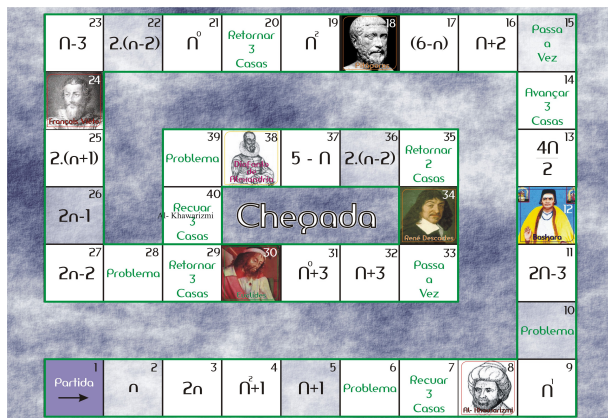 23 22 21 20 19 18 17 16 15
n-3 2.(n-2) n⁰ Retornar 3 Casas n² (6-n) n+2 Passa a Vez
24 14
François Viète Avançar 3 Casas
25 39 38 37 36 35 13
2.(n+1) Problema Diofanto de Alexandria 5 - n 2.(n-2) Retornar 2 Casas 4n/2
26 40 34 12
2n-1 Recuar 3 Casas Al- Khawarizmi Chegada René Descartes Baskara
27 28 29 30 31 32 33 11
2n-2 Problema Retornar 3 Casas n⁰+3 n+3 Passa a Vez 2n-3
10
Problema
1 2 3 4 5 6 7 8 9
Partida n 2n n²+1 n+1 Problema Recuar 3 Casas Al- Khawarizmi n¹